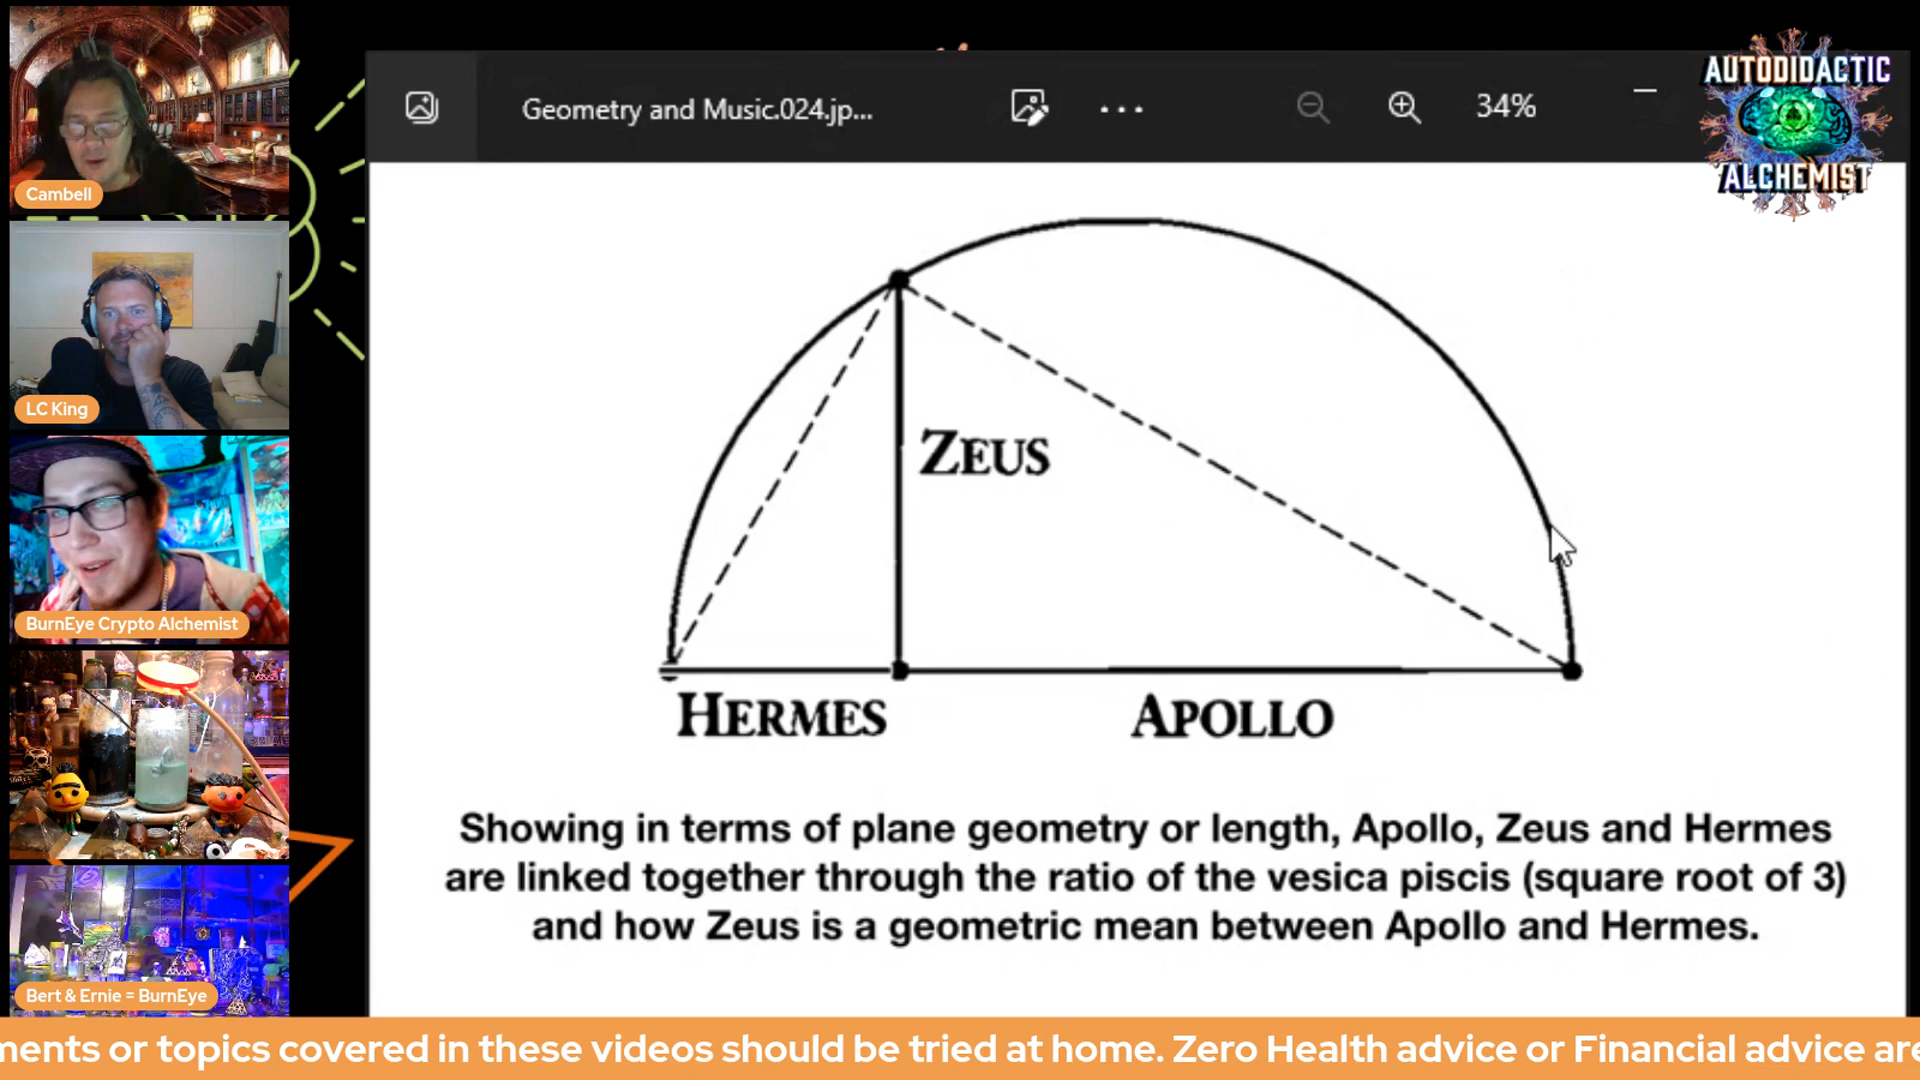 Cambell
LC King
BurnEye Crypto Alchemist
Bert & Ernie = BurnEye
Geometry and Music.024.jp...
34%
AUTODIDACTIC
ALCHEMIST
ZEUS
HERMES
APOLLO
Showing in terms of plane geometry or length, Apollo, Zeus and Hermes
are linked together through the ratio of the vesica piscis (square root of 3)
and how Zeus is a geometric mean between Apollo and Hermes.
ments or topics covered in these videos should be tried at home. Zero Health advice or Financial advice are